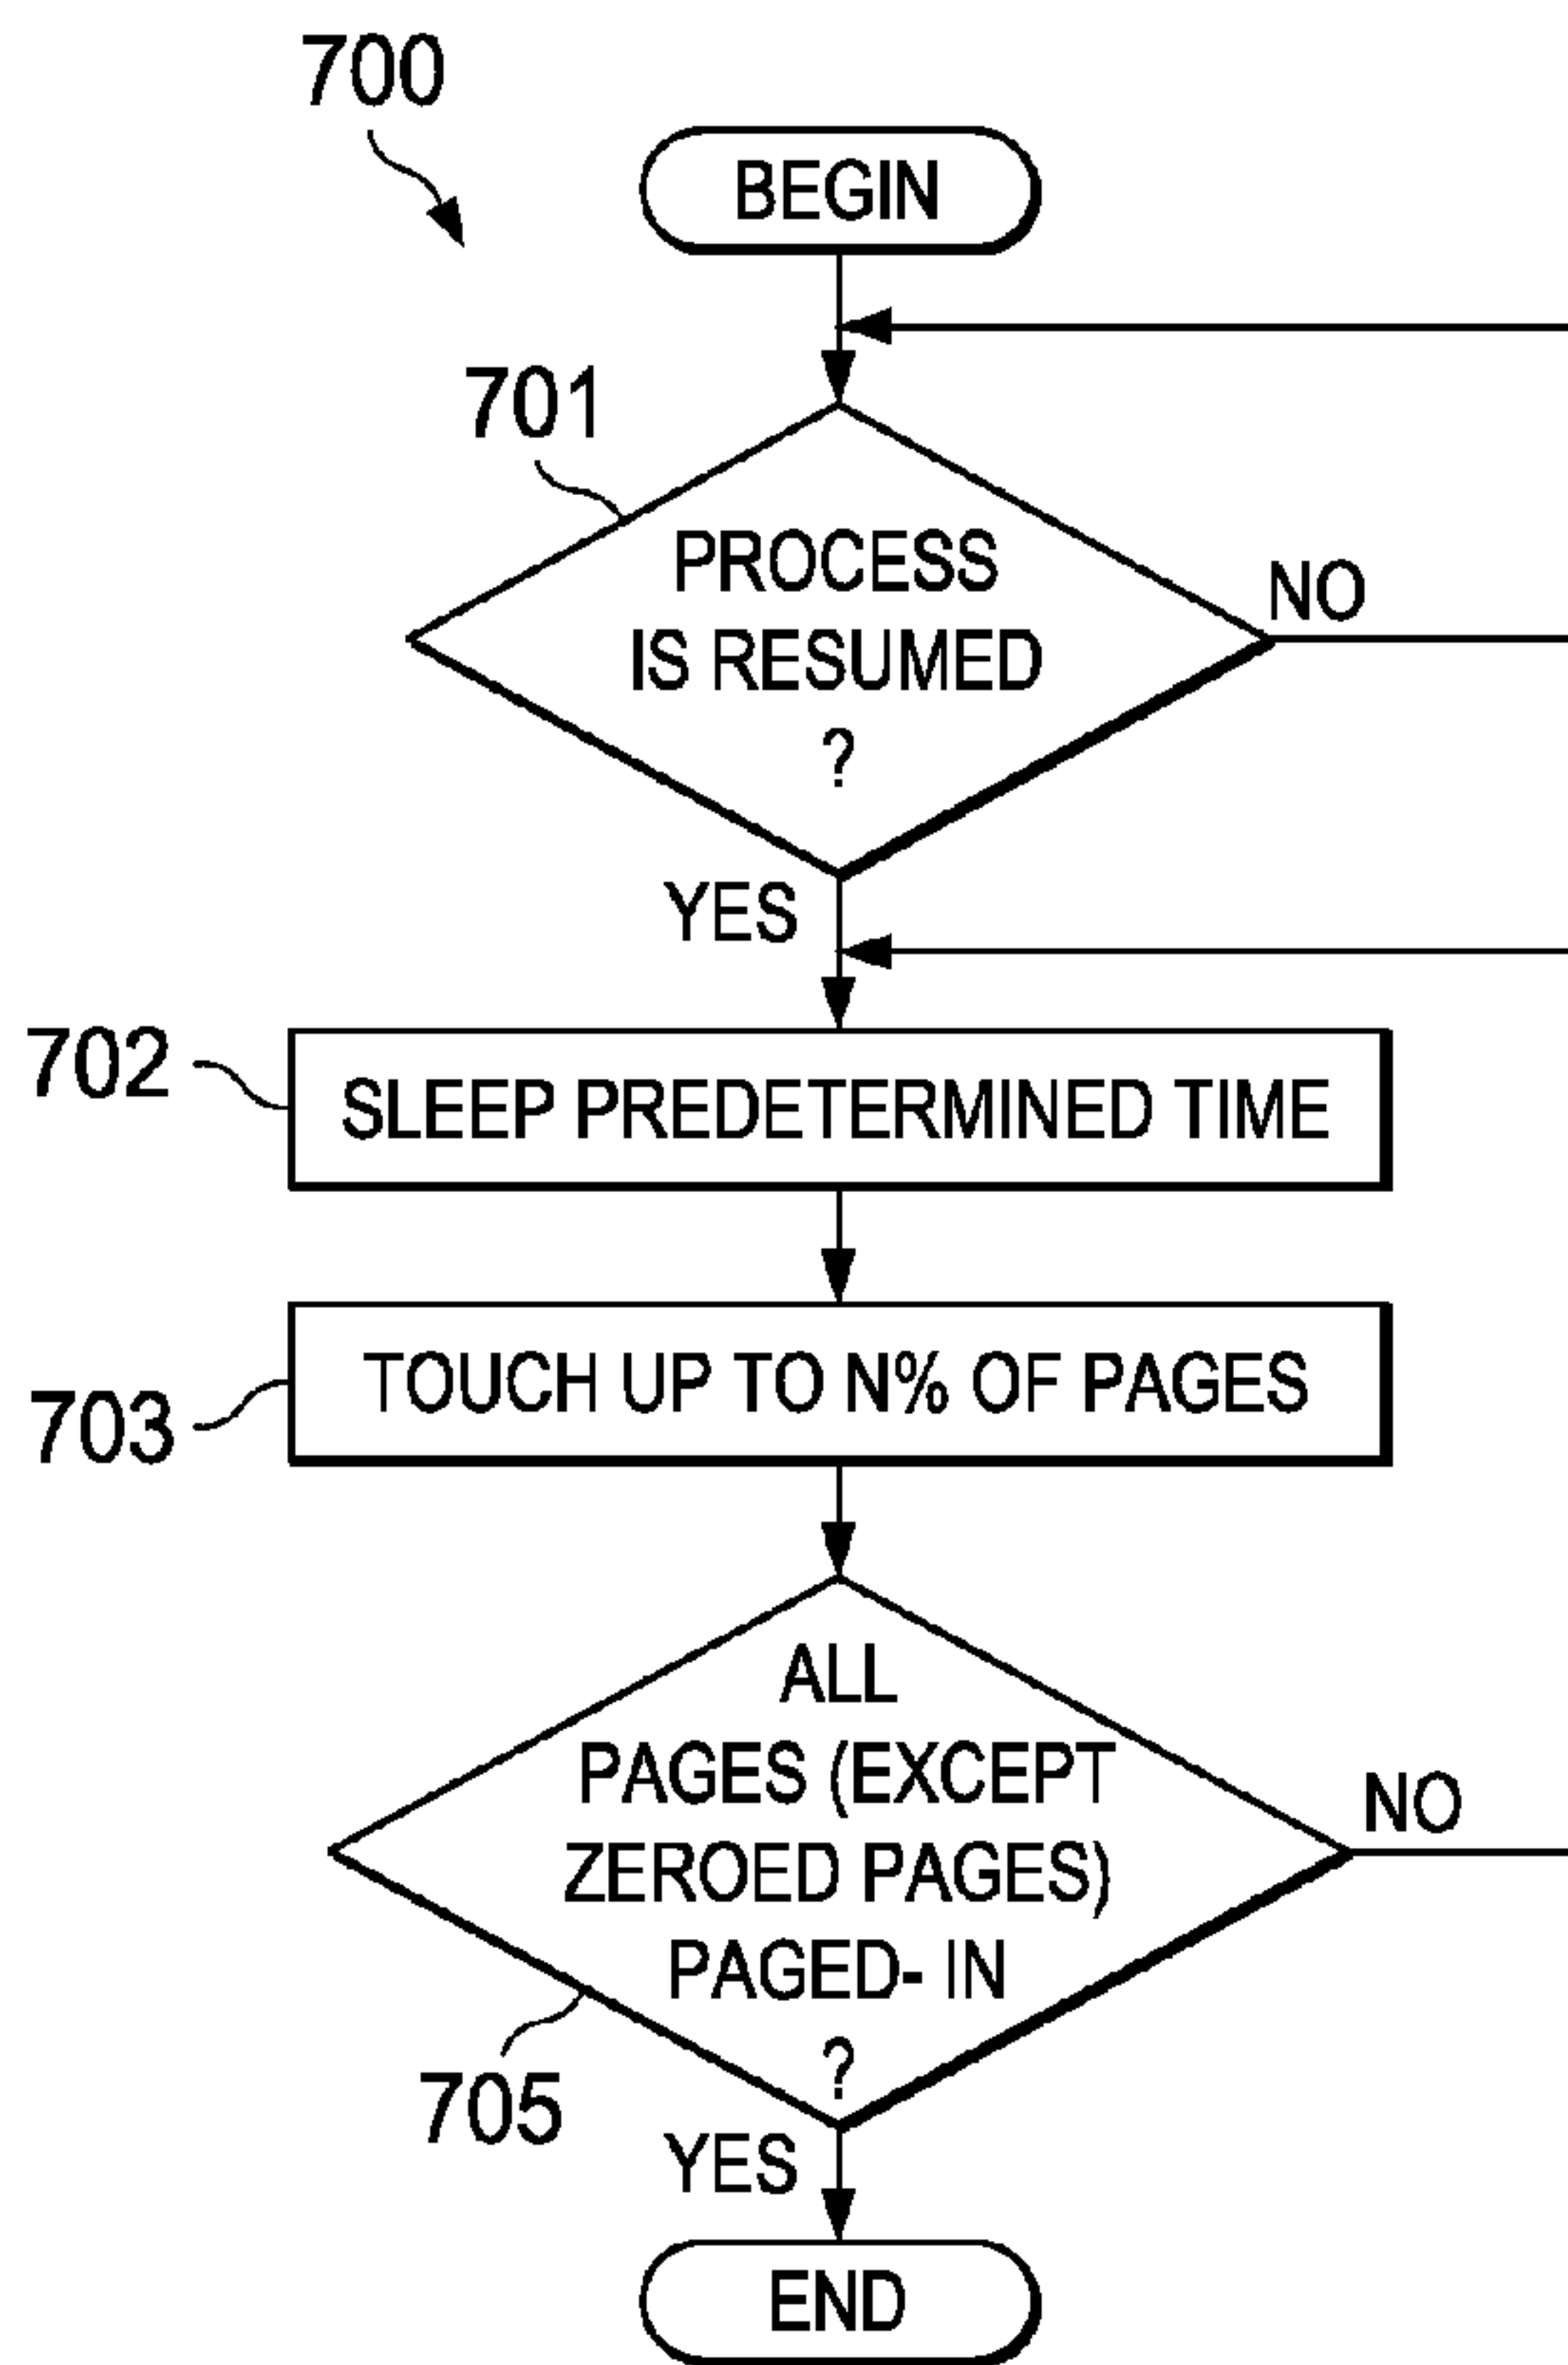 700
BEGIN
701
PROCESS
IS RESUMED
?
NO
YES
702
SLEEP PREDETERMINED TIME
703
TOUCH UP TO N% OF PAGES
ALL
PAGES (EXCEPT
ZEROED PAGES)
PAGED- IN
?
NO
705
YES
END